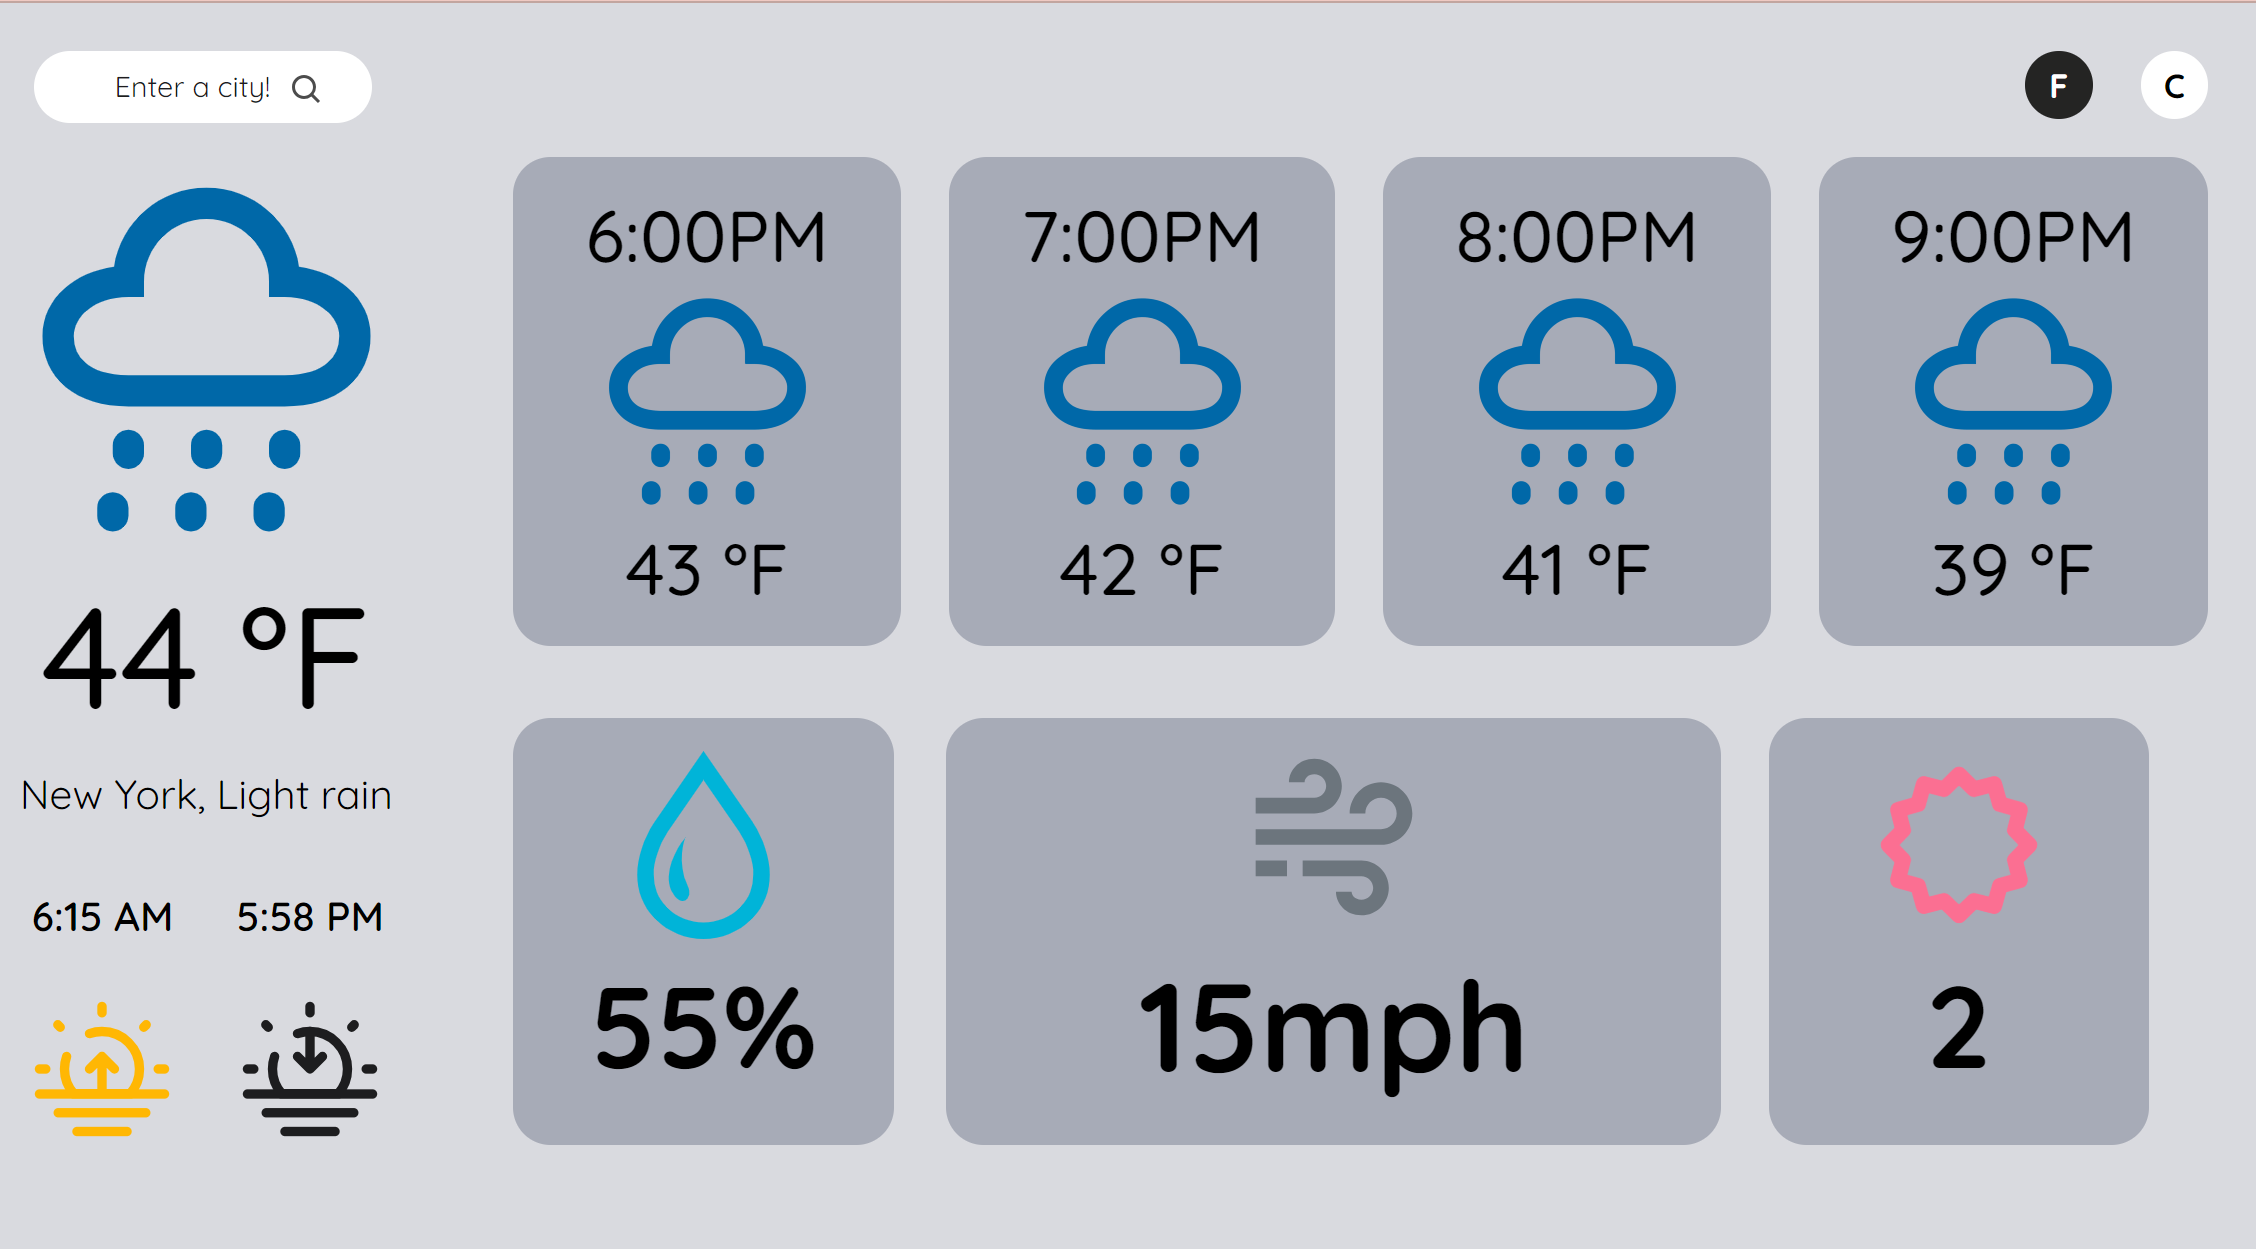 Enter a city!
F
C
44 °F
New York, Light rain
6:15 AM
5:58 PM
6:00PM
43 °F
7:00PM
42 °F
8:00PM
41 °F
9:00PM
39 °F
55%
15mph
2